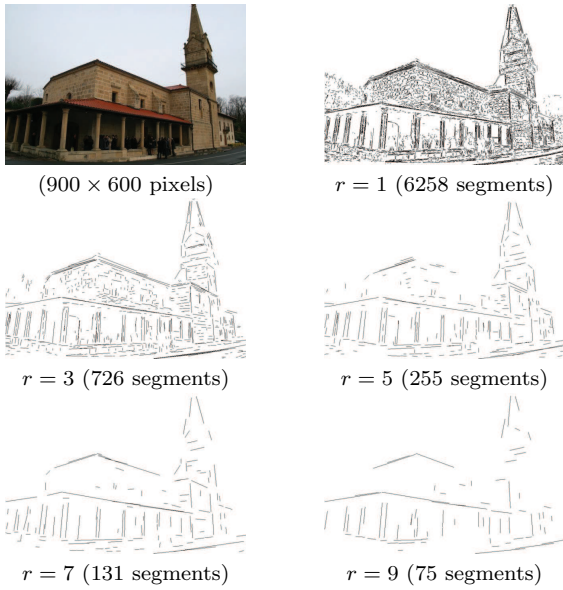 (900 × 600 pixels)
r = 1 (6258 segments)
r = 3 (726 segments)
r = 5 (255 segments)
r = 7 (131 segments)
r = 9 (75 segments)